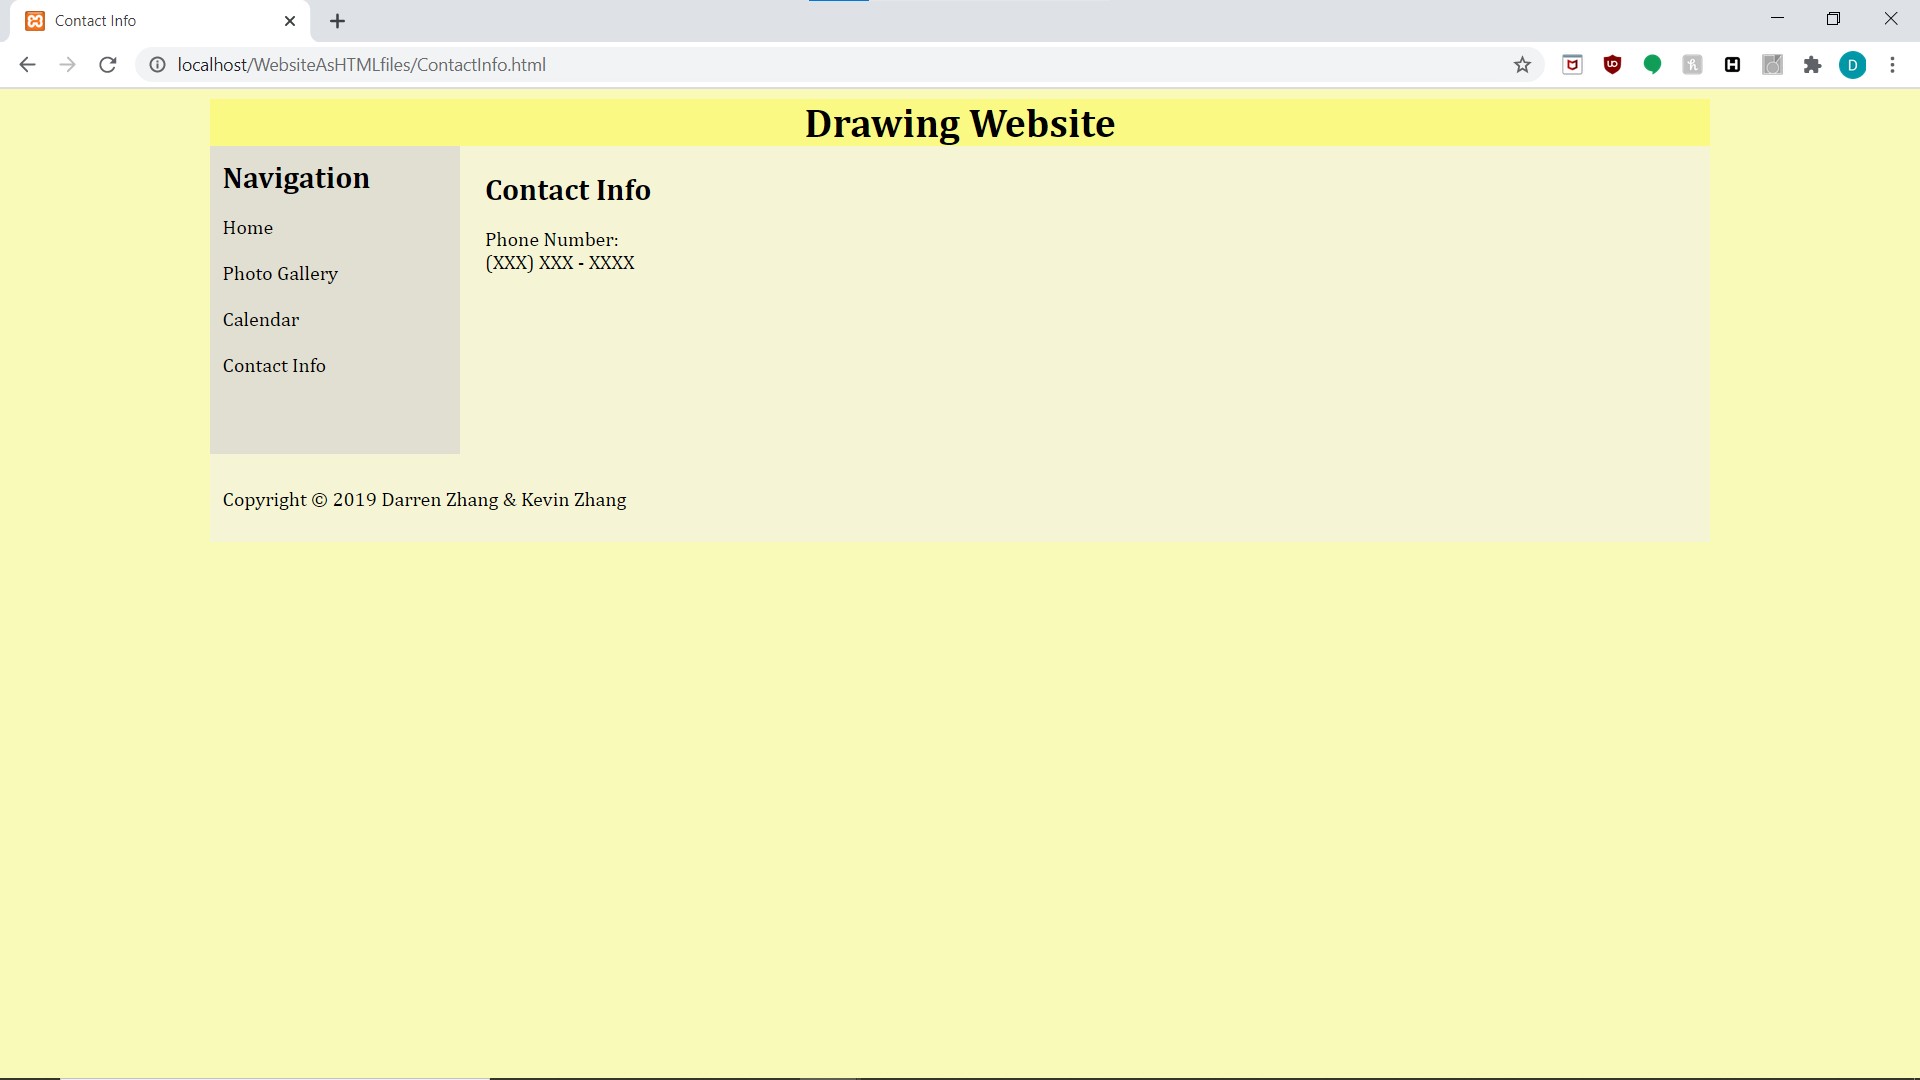 Contact Info
localhost/WebsiteAsHTMLfiles/ContactInfo.html
D
Drawing Website
Navigation
Home
Photo Gallery
Calendar
Contact Info
Contact Info
Phone Number:
(XXX) XXX - XXXX
Copyright © 2019 Darren Zhang & Kevin Zhang